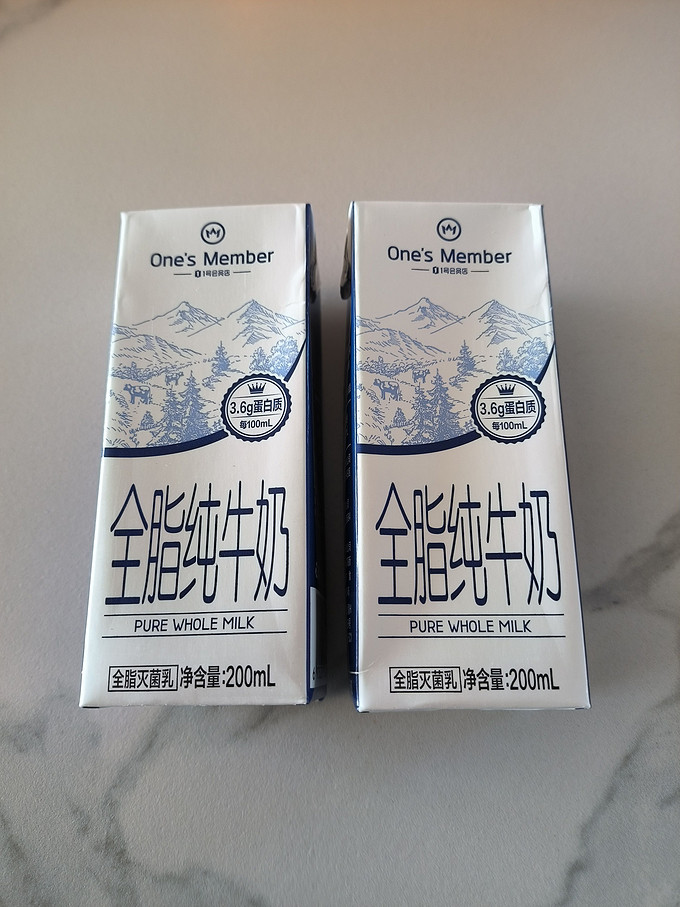 One's Member
1号会员店
3.6g蛋白质
每100mL
全脂纯牛奶
PURE WHOLE MILK
全脂灭菌乳 净含量:200mL
One's Member
1号会员店
3.6g蛋白质
每100mL
全脂纯牛奶
PURE WHOLE MILK
全脂灭菌乳 净含量:200mL